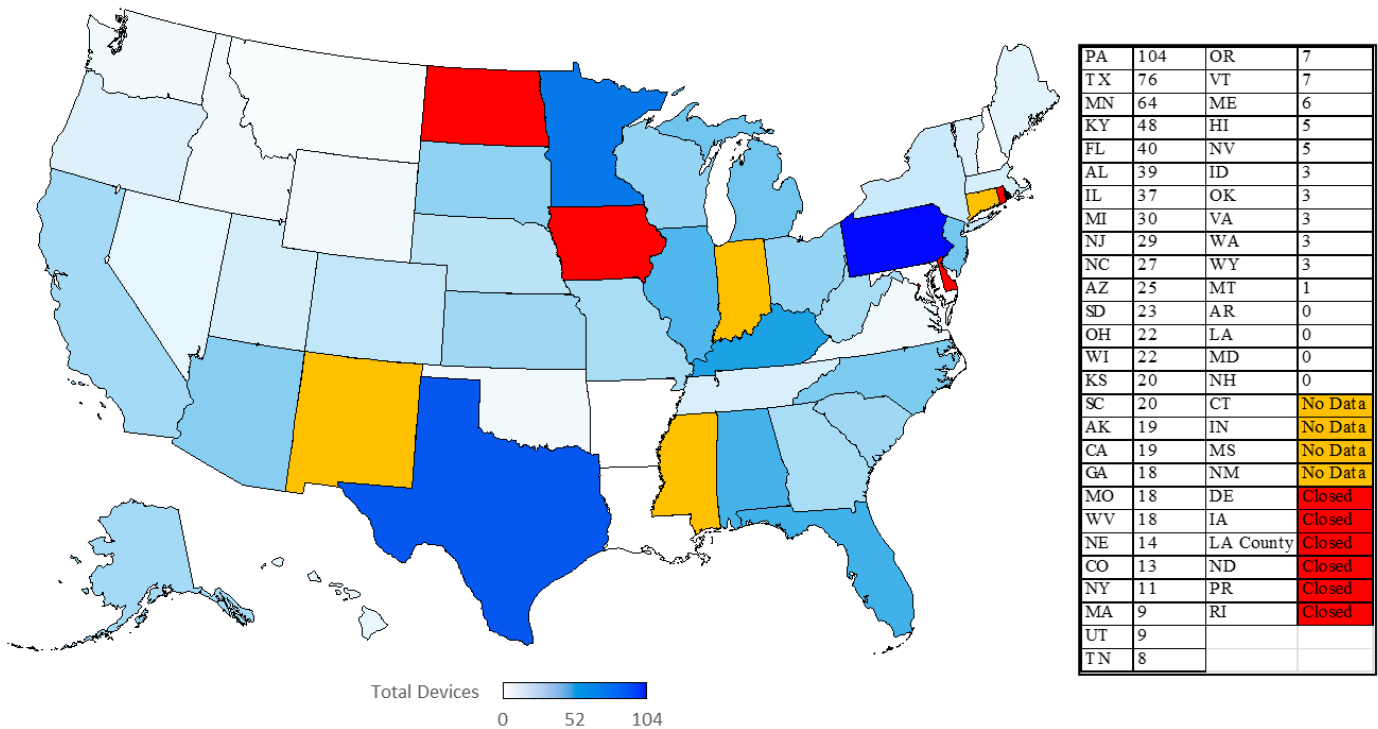 PA 104 OR 7
TX 76 VT 7
MN 64 ME 6
KY 48 HI 5
FL 40 NV 5
AL 39 ID 3
IL 37 OK 3
MI 30 VA 3
NJ 29 WA 3
NC 27 WY 3
AZ 25 MT 1
SD 23 AR 0
OH 22 LA 0
WI 22 MD 0
KS 20 NH 0
SC 20 CT No Data
AK 19 IN No Data
CA 19 MS No Data
GA 18 NM No Data
MO 18 DE Closed
WV 18 IA Closed
NE 14 LA County Closed
CO 13 ND Closed
NY 11 PR Closed
MA 9 RI Closed
UT 9
TN 8
Total Devices
0 52 104